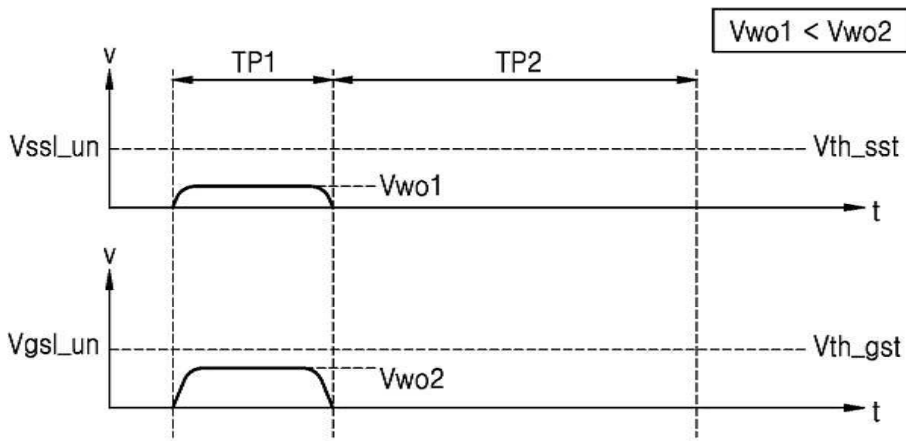 Vwo1 < Vwo2
v
TP1
TP2
Vssl_un
Vth_sst
Vwo1
t
v
Vgsl_un
Vth_gst
Vwo2
t